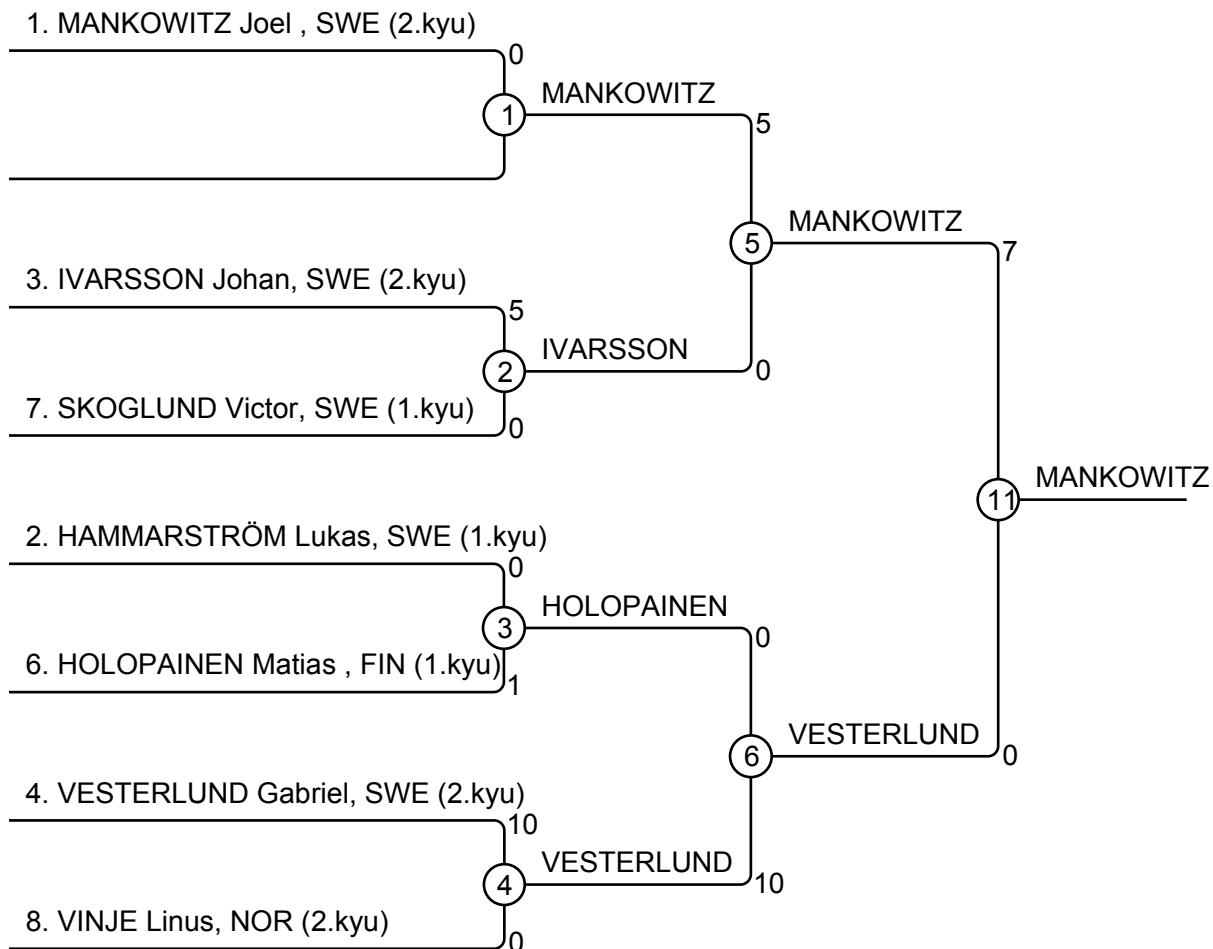 1. MANKOWITZ Joel , SWE (2.kyu)
0
1
MANKOWITZ
5
5
MANKOWITZ
7
3. IVARSSON Johan, SWE (2.kyu)
5
2
IVARSSON
0
7. SKOGLUND Victor, SWE (1.kyu)
0
11
MANKOWITZ
2. HAMMARSTRÖM Lukas, SWE (1.kyu)
0
3
HOLOPAINEN
0
6. HOLOPAINEN Matias , FIN (1.kyu)
1
6
VESTERLUND
0
4. VESTERLUND Gabriel, SWE (2.kyu)
10
4
VESTERLUND
10
8. VINJE Linus, NOR (2.kyu)
0